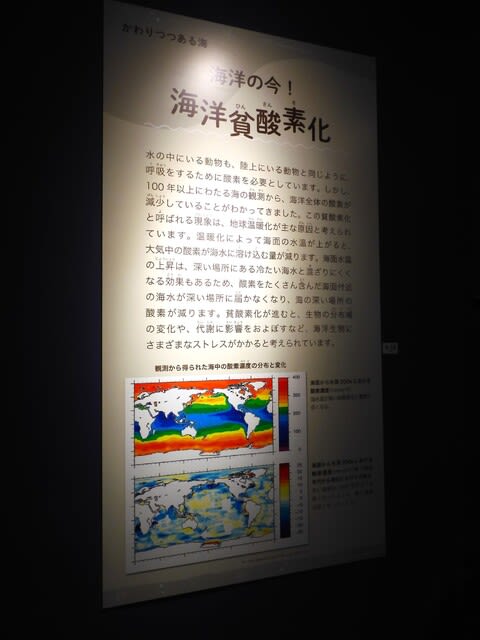 かわりつつある海
海洋の今！
海洋貧酸素化
水の中にいる動物も、陸上にいる動物と同じように、
呼吸をするために酸素を必要としています。しかし、
100年以上にわたる海の観測から、海洋全体の酸素が
減少していることがわかってきました。この貧酸素化
と呼ばれる現象は、地球温暖化が主な原因と考えられ
ています。温暖化によって海面の水温が上がると、
大気中の酸素が海水に溶け込む量が減ります。海面水温
の上昇は、深い場所にある冷たい海水と混ざりにくく
なる効果もあるため、酸素をたくさん含んだ海面付近
の海水が深い場所に届かなくなり、海の深い場所の
酸素が減ります。貧酸素化が進むと、生物の分布域
の変化や、代謝に影響をおよぼすなど、海洋生物に
さまざまなストレスがかかると考えられています。
観測から得られた海中の酸素濃度の分布と変化
400
300
200
100
0